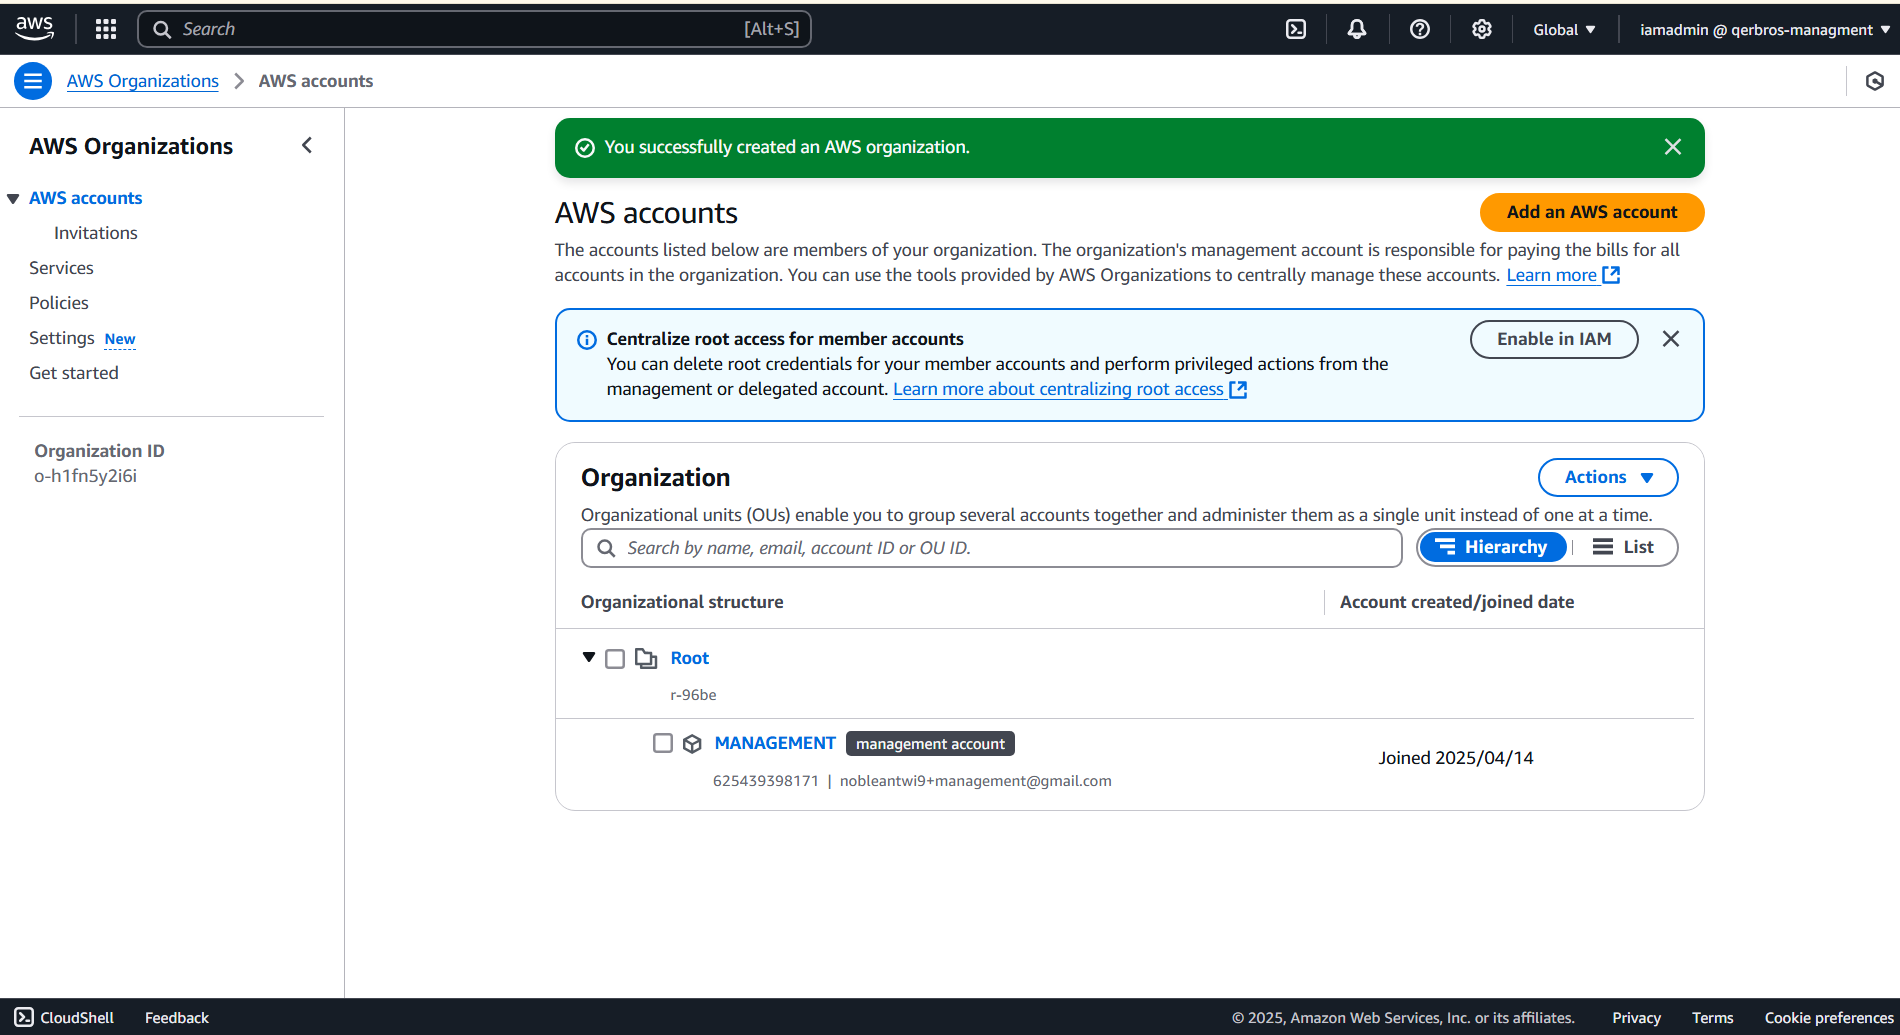 aws
Search [Alt+S]
Global
iamadmin @ qerbros-managment
AWS Organizations
AWS accounts
AWS Organizations
AWS accounts
Invitations
Services
Policies
Settings New
Get started
Organization ID
o-h1fn5y2i6i
You successfully created an AWS organization.
AWS accounts
Add an AWS account
The accounts listed below are members of your organization. The organization's management account is responsible for paying the bills for all
accounts in the organization. You can use the tools provided by AWS Organizations to centrally manage these accounts. Learn more
Centralize root access for member accounts
You can delete root credentials for your member accounts and perform privileged actions from the
management or delegated account. Learn more about centralizing root access
Enable in IAM
Organization
Actions
Organizational units (OUs) enable you to group several accounts together and administer them as a single unit instead of one at a time.
Search by name, email, account ID or OU ID.
Hierarchy
List
Organizational structure
Account created/joined date
Root
r-96be
MANAGEMENT management account
625439398171 | nobleantwi9+management@gmail.com
Joined 2025/04/14
CloudShell
Feedback
© 2025, Amazon Web Services, Inc. or its affiliates.
Privacy
Terms
Cookie preferences